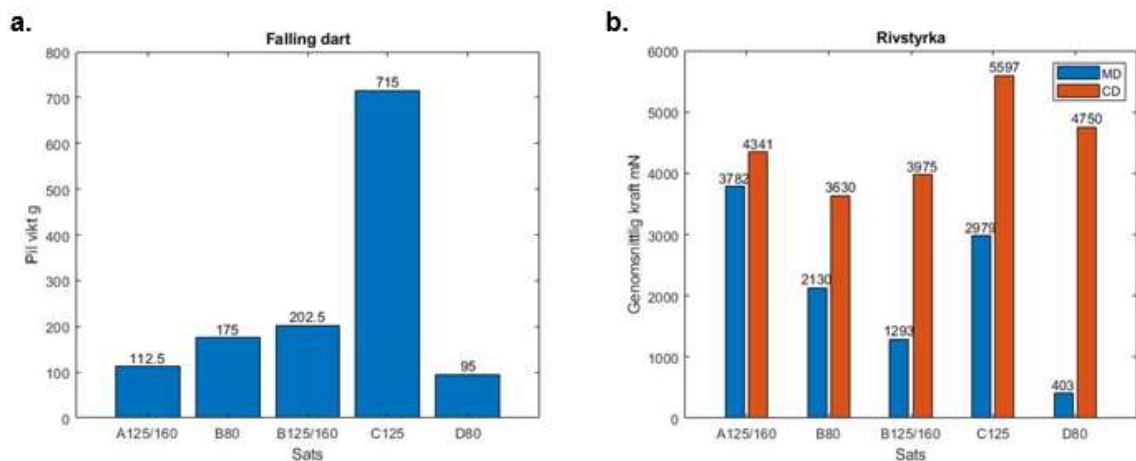 a.
Falling dart
800
700
600
500
400
300
200
100
0
Pil vikt g
112.5
175
202.5
715
95
A125/160 B80 B125/160 C125 D80
Sats
b.
Rivstyrka
6000
5000
4000
3000
2000
1000
0
Genomsnittlig kraft mN
MD
CD
3782
4341
2130
3630
1293
3975
2979
5597
403
4750
A125/160 B80 B125/160 C125 D80
Sats